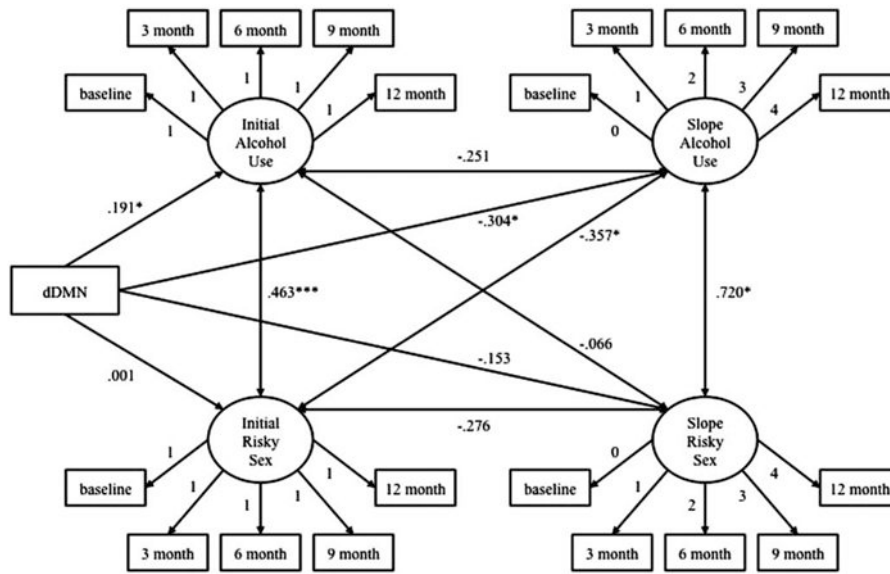 3 month 6 month 9 month 3 month 6 month 9 month
baseline 1 1 1 1 1 12 month baseline 0 1 2 3 4 12 month
Initial
Alcohol
Use
Slope
Alcohol
Use
-.251
.191*
-.304*
-.357*
dDMN
.463***
.720*
-.066
-.153
.001
-.276
Initial
Risky
Sex
Slope
Risky
Sex
baseline 1 1 1 1 1 12 month baseline 0 1 2 3 4 12 month
3 month 6 month 9 month 3 month 6 month 9 month